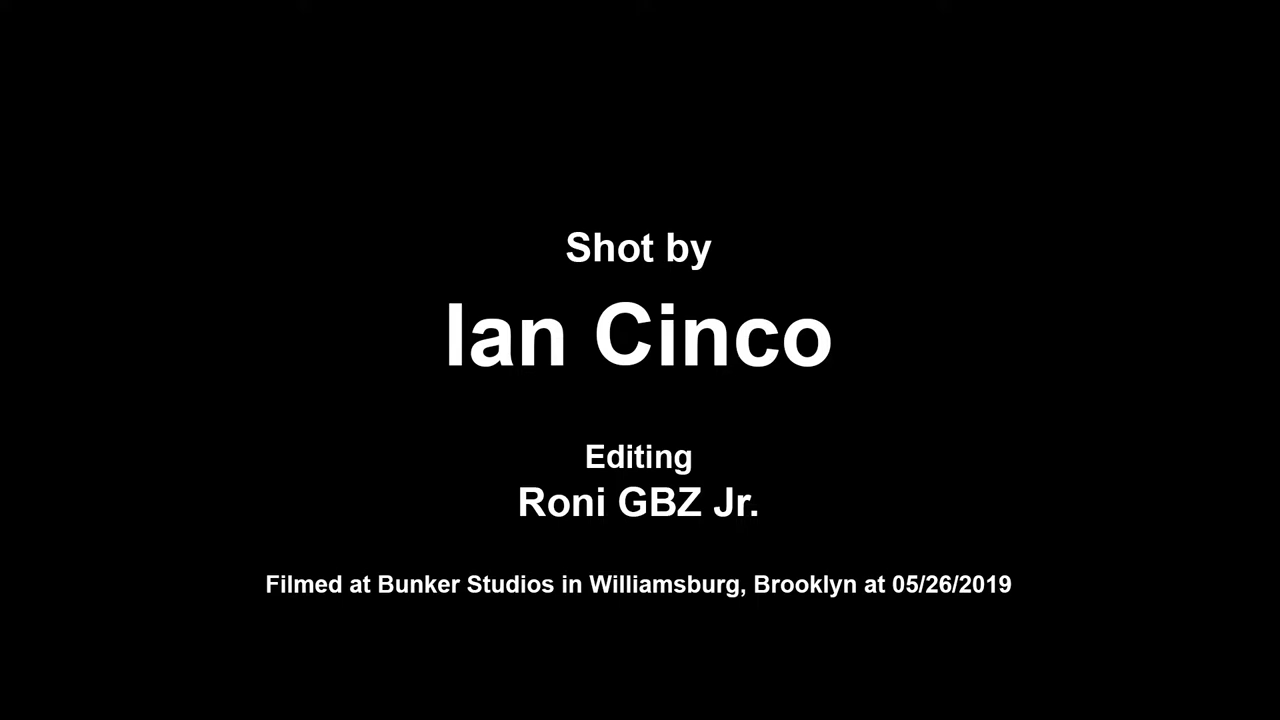 Shot by
Ian Cinco
Editing
Roni GBZ Jr.
Filmed at Bunker Studios in Williamsburg, Brooklyn at 05/26/2019